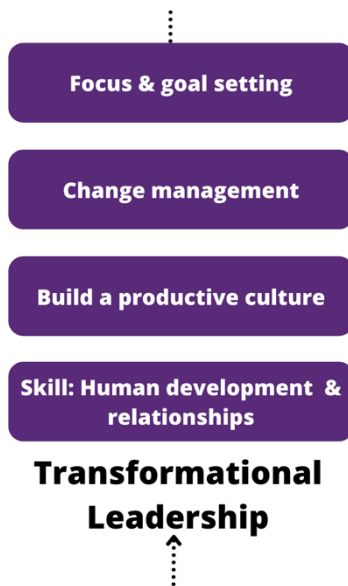 Focus & goal setting
Change management
Build a productive culture
Skill: Human development &
relationships
Transformational
Leadership